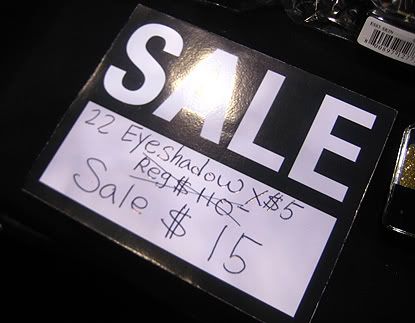 SALE
22 Eyeshadow x$5
Reg $ 110-
Sale $ 15